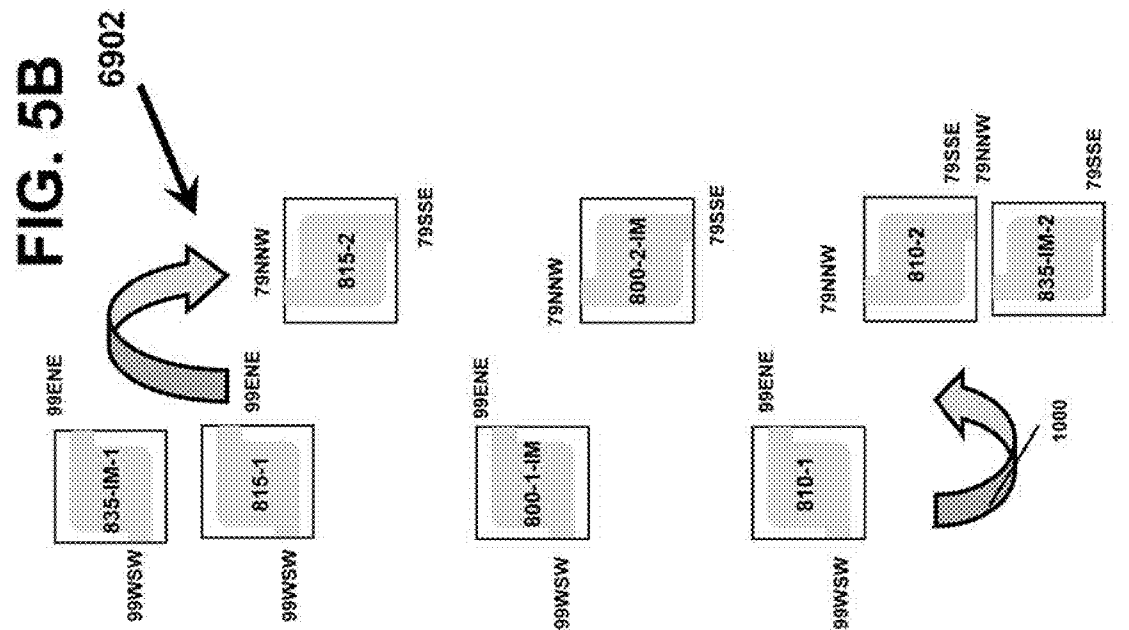 FIG. 5B
6902
99ENE
835-IM-1
99WSW
99ENE
815-1
99WSW
79NNW
815-2
79SSE
99ENE
800-1-IM
99WSW
79NNW
800-2-IM
79SSE
99ENE
810-1
99WSW
79NNW
810-2
79SSE
79NNW
835-IM-2
79SSE
1000